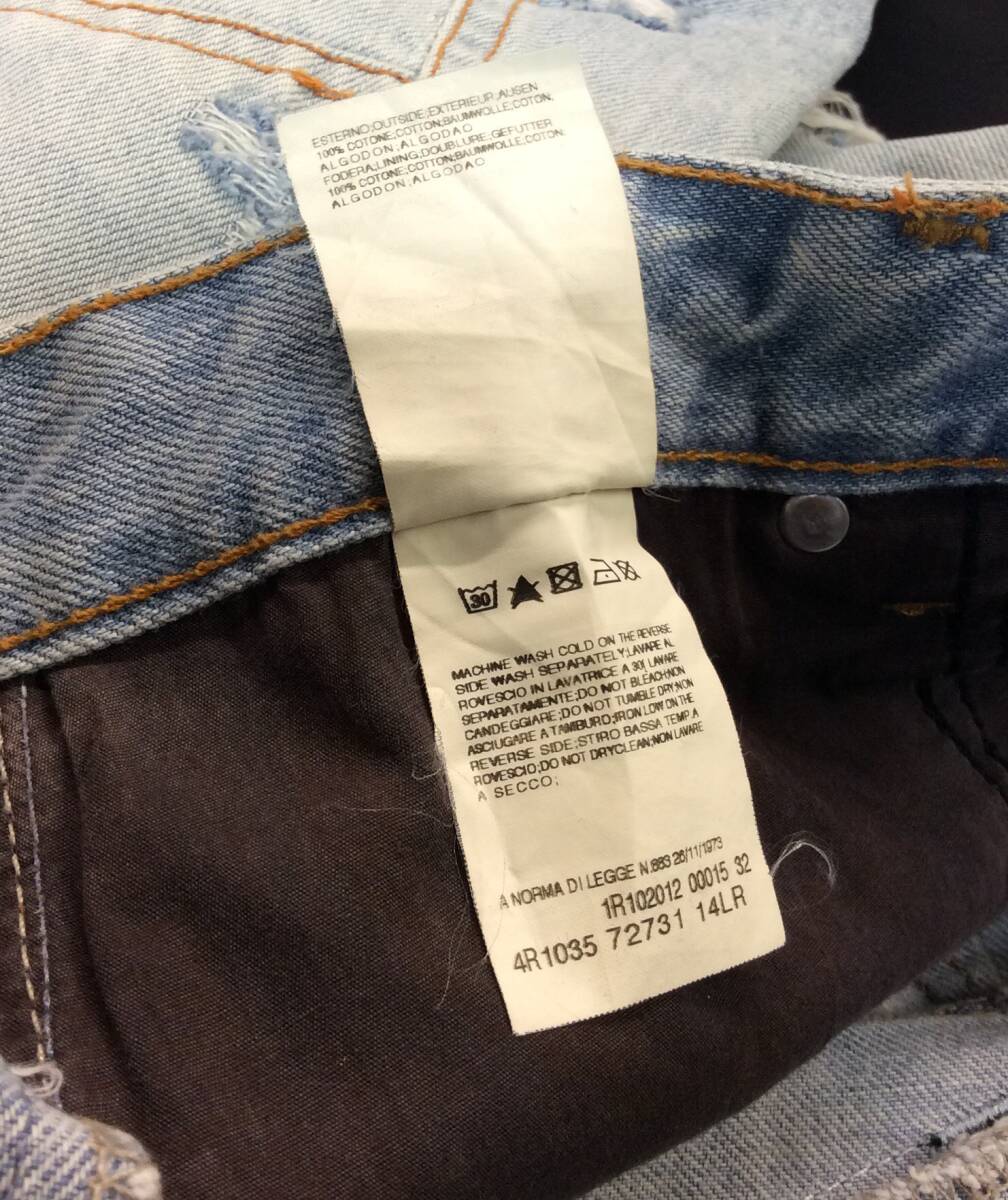 ESTERNO;OUTSIDE;EXTERIEUR;AUSEN
100% COTONE;COTTON;BAUMWOLLE;COTON;
ALGODON;ALGODAO
FODERA;LINING;DOUBLURE;GEFUTTER
100% COTONE;COTTON;BAUMWOLLE;COTON;
ALGODON;ALGODAO
30
MACHINE WASH COLD ON THE REVERSE
SIDE WASH SEPARATELY;LAVARE AL
ROVESCIO IN LAVATRICE A 30; LAVARE
SEPARATAMENTE;DO NOT BLEACH;NON
CANDEGGIARE;DO NOT TUMBLE DRY;NON
ASCIUGARE A TAMBURO;IRON LOW ON THE
REVERSE SIDE;STIRO BASSA TEMP A
ROVESCIO;DO NOT DRYCLEAN;NON LAVARE
A SECCO;
A NORMA DI LEGGE N.883 26/11/1973
1R102012 00015 32
4R1035 72731 14LR